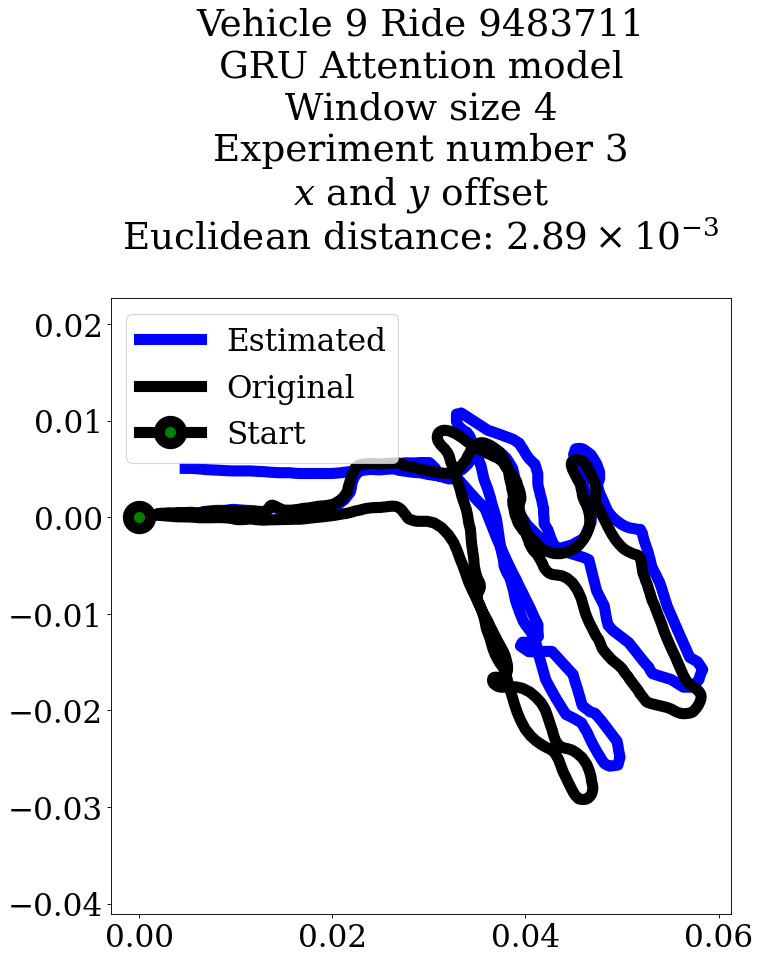 Vehicle 9 Ride 9483711
GRU Attention model
Window size 4
Experiment number 3
x and y offset
Euclidean distance: 2.89 × 10⁻³
Estimated
Original
Start
0.02
0.01
0.00
−0.01
−0.02
−0.03
−0.04
0.00 0.02 0.04 0.06